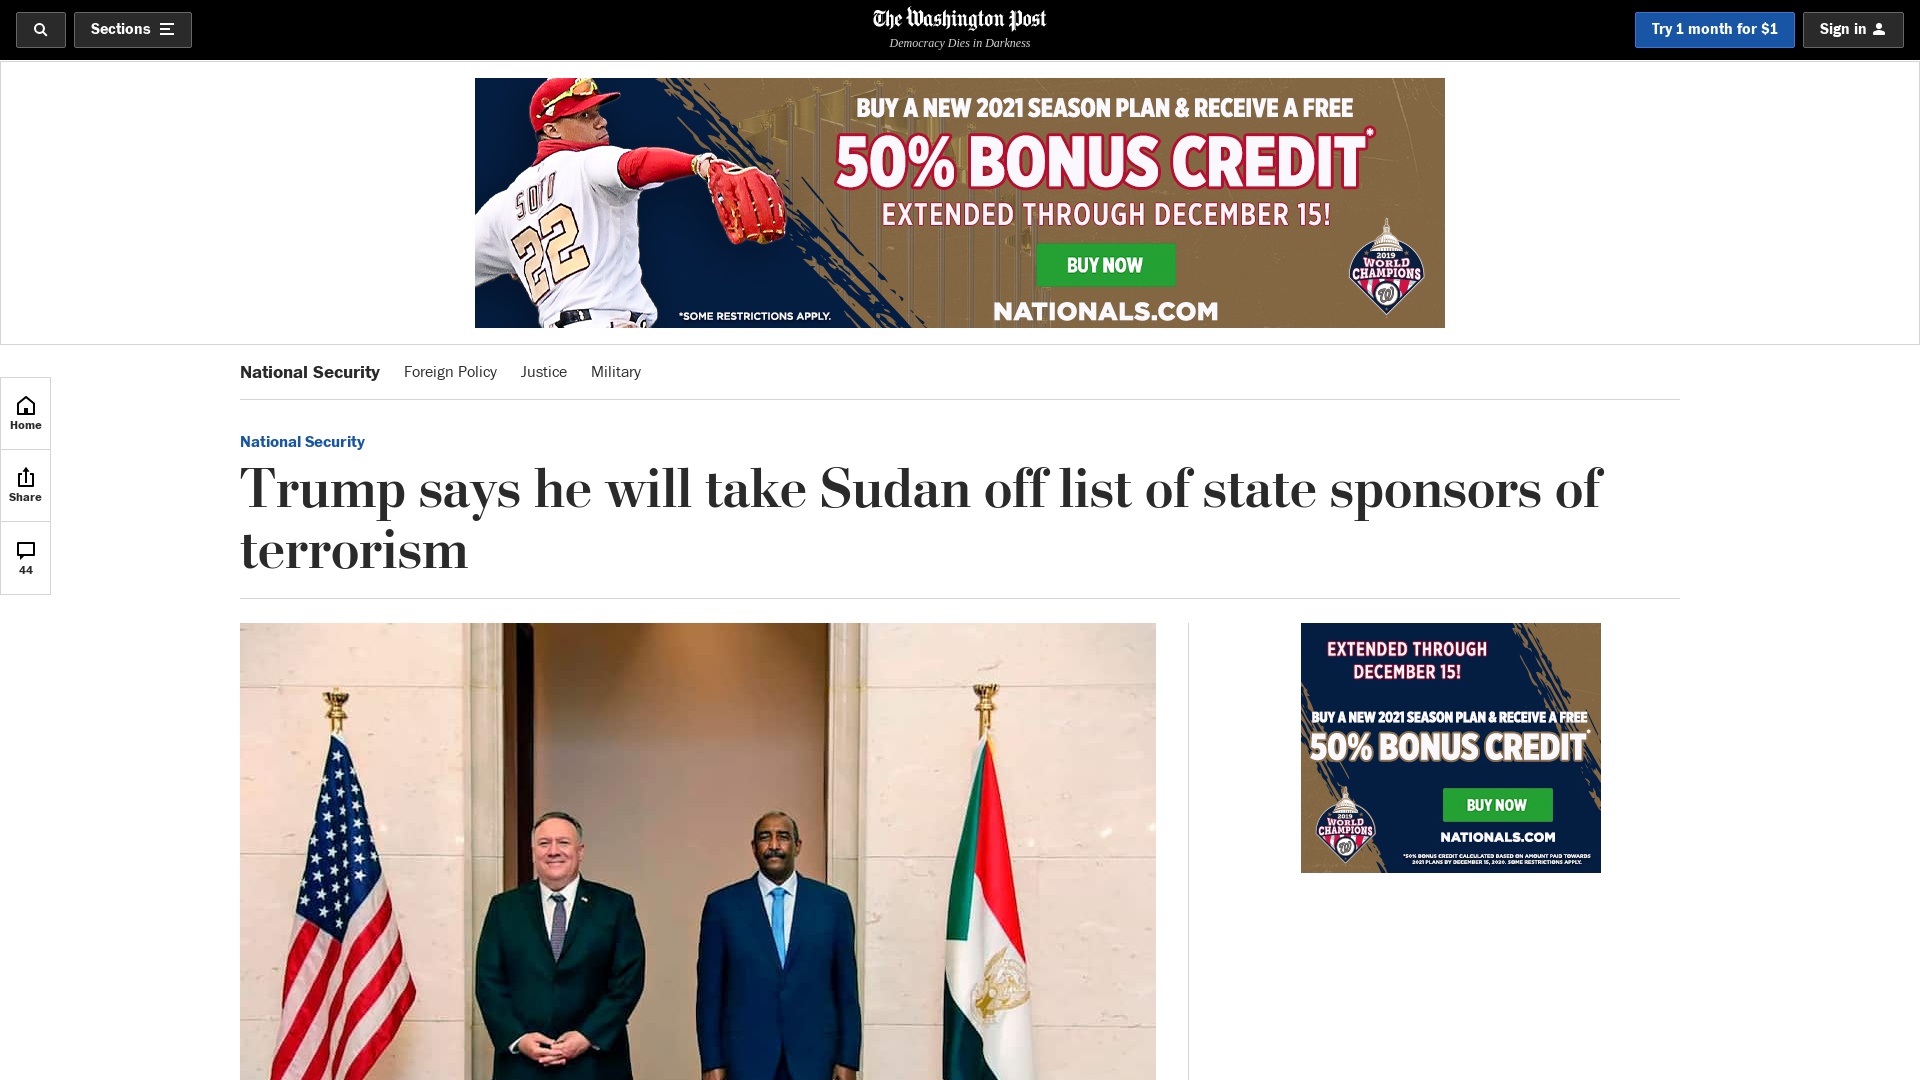 Sections
The Washington Post
Democracy Dies in Darkness
Try 1 month for $1
Sign in
BUY A NEW 2021 SEASON PLAN & RECEIVE A FREE
50% BONUS CREDIT*
EXTENDED THROUGH DECEMBER 15!
BUY NOW
NATIONALS.COM
*SOME RESTRICTIONS APPLY.
22
2019
WORLD
CHAMPIONS
W
National Security
Foreign Policy
Justice
Military
Home
Share
44
National Security
Trump says he will take Sudan off list of state sponsors of
terrorism
EXTENDED THROUGH
DECEMBER 15!
BUY A NEW 2021 SEASON PLAN & RECEIVE A FREE
50% BONUS CREDIT*
BUY NOW
NATIONALS.COM
2019
WORLD
CHAMPIONS
W
*50% BONUS CREDIT CALCULATED BASED ON AMOUNT PAID TOWARDS
2021 PLANS BY DECEMBER 15, 2020. SOME RESTRICTIONS APPLY.